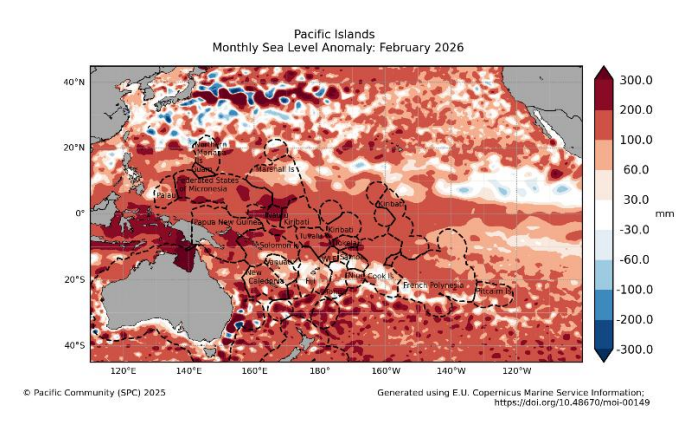 Pacific Islands
Monthly Sea Level Anomaly: February 2026
40°N
20°N
0°
20°S
40°S
120°E
140°E
160°E
180°
160°W
140°W
120°W
Northern
Mariana
Guam
Marshall Is
Federated States
of Micronesia
Palau
Kiribati
Nauru
Kiribati
Papua New Guinea
Kiribati
Tuvalu
Tokelau
Solomon Is
Samoa
Vanuatu
Niue
Cook Is
New
Caledonia
Fiji
French Polynesia
Pitcairn Is
300.0
200.0
100.0
60.0
30.0
-30.0
-60.0
-100.0
-200.0
-300.0
mm
© Pacific Community (SPC) 2025
Generated using E.U. Copernicus Marine Service Information;
https://doi.org/10.48670/moi-00149